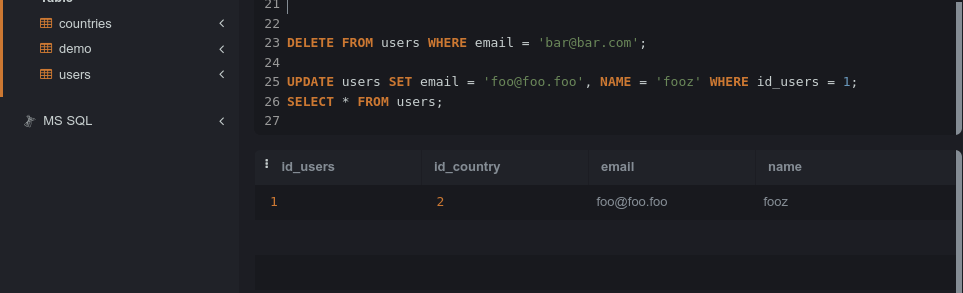 Table
countries
demo
users
MS SQL
21
22
23 DELETE FROM users WHERE email = 'bar@bar.com';
24
25 UPDATE users SET email = 'foo@foo.foo', NAME = 'fooz' WHERE id_users = 1;
26 SELECT * FROM users;
27
id_users id_country email name
1 2 foo@foo.foo fooz